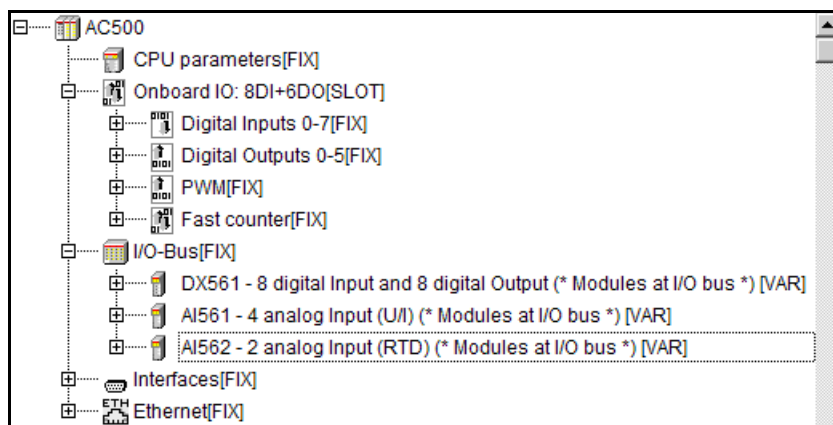 AC500
CPU parameters[FIX]
Onboard IO: 8DI+6DO[SLOT]
Digital Inputs 0-7[FIX]
Digital Outputs 0-5[FIX]
PWM[FIX]
Fast counter[FIX]
I/O-Bus[FIX]
DX561 - 8 digital Input and 8 digital Output (* Modules at I/O bus *) [VAR]
AI561 - 4 analog Input (U/I) (* Modules at I/O bus *) [VAR]
AI562 - 2 analog Input (RTD) (* Modules at I/O bus *) [VAR]
Interfaces[FIX]
ETH Ethernet[FIX]